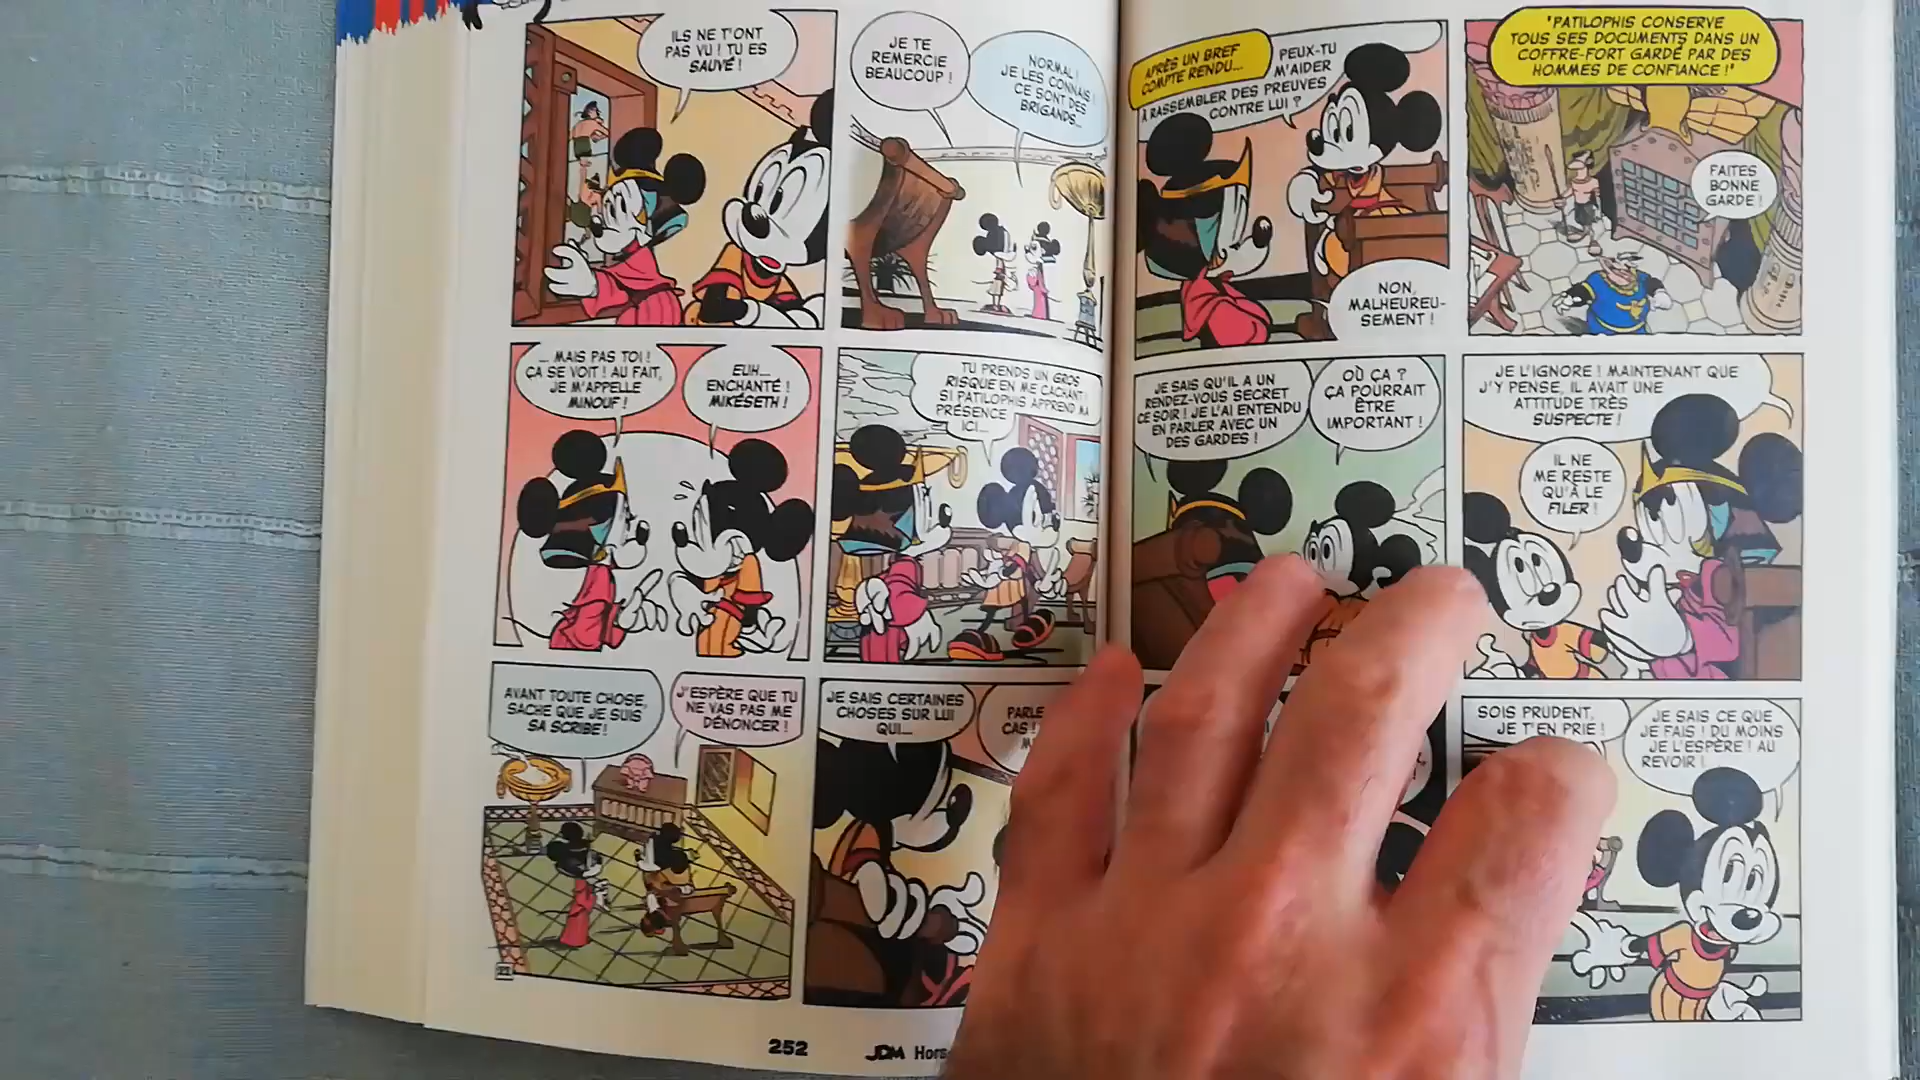 ILS NE T'ONT
PAS VU ! TU ES
SAUVÉ !
JE TE
REMERCIE
BEAUCOUP !
NORMAL !
JE LES CONNAIS !
CE SONT DES
BRIGANDS...
... MAIS PAS TOI !
ÇA SE VOIT ! AU FAIT,
JE M'APPELLE
MINOUF !
EUH...
ENCHANTÉ !
MIKÉSETH !
TU PRENDS UN GROS
RISQUE EN ME CACHANT !
SI PATILOPHIS APPREND MA
PRÉSENCE
ICI...
AVANT TOUTE CHOSE,
SACHE QUE JE SUIS
SA SCRIBE !
J'ESPÈRE QUE TU
NE VAS PAS ME
DÉNONCER !
JE SAIS CERTAINES
CHOSES SUR LUI
QUI...
PARLE
CAS !
252
JDM Hors
APRÈS UN BREF
COMPTE RENDU...
PEUX-TU
M'AIDER
À RASSEMBLER DES PREUVES
CONTRE LUI ?
NON,
MALHEUREU-
SEMENT !
"PATILOPHIS CONSERVE
TOUS SES DOCUMENTS DANS UN
COFFRE-FORT GARDÉ PAR DES
HOMMES DE CONFIANCE !"
FAITES
BONNE
GARDE !
JE SAIS QU'IL A UN
RENDEZ-VOUS SECRET
CE SOIR ! JE L'AI ENTENDU
EN PARLER AVEC UN
DES GARDES !
OÙ ÇA ?
ÇA POURRAIT
ÊTRE
IMPORTANT !
JE L'IGNORE ! MAINTENANT QUE
J'Y PENSE, IL AVAIT UNE
ATTITUDE TRÈS
SUSPECTE !
IL NE
ME RESTE
QU'À LE
FILER !
SOIS PRUDENT,
JE T'EN PRIE !
JE SAIS CE QUE
JE FAIS ! DU MOINS
JE L'ESPÈRE ! AU
REVOIR !